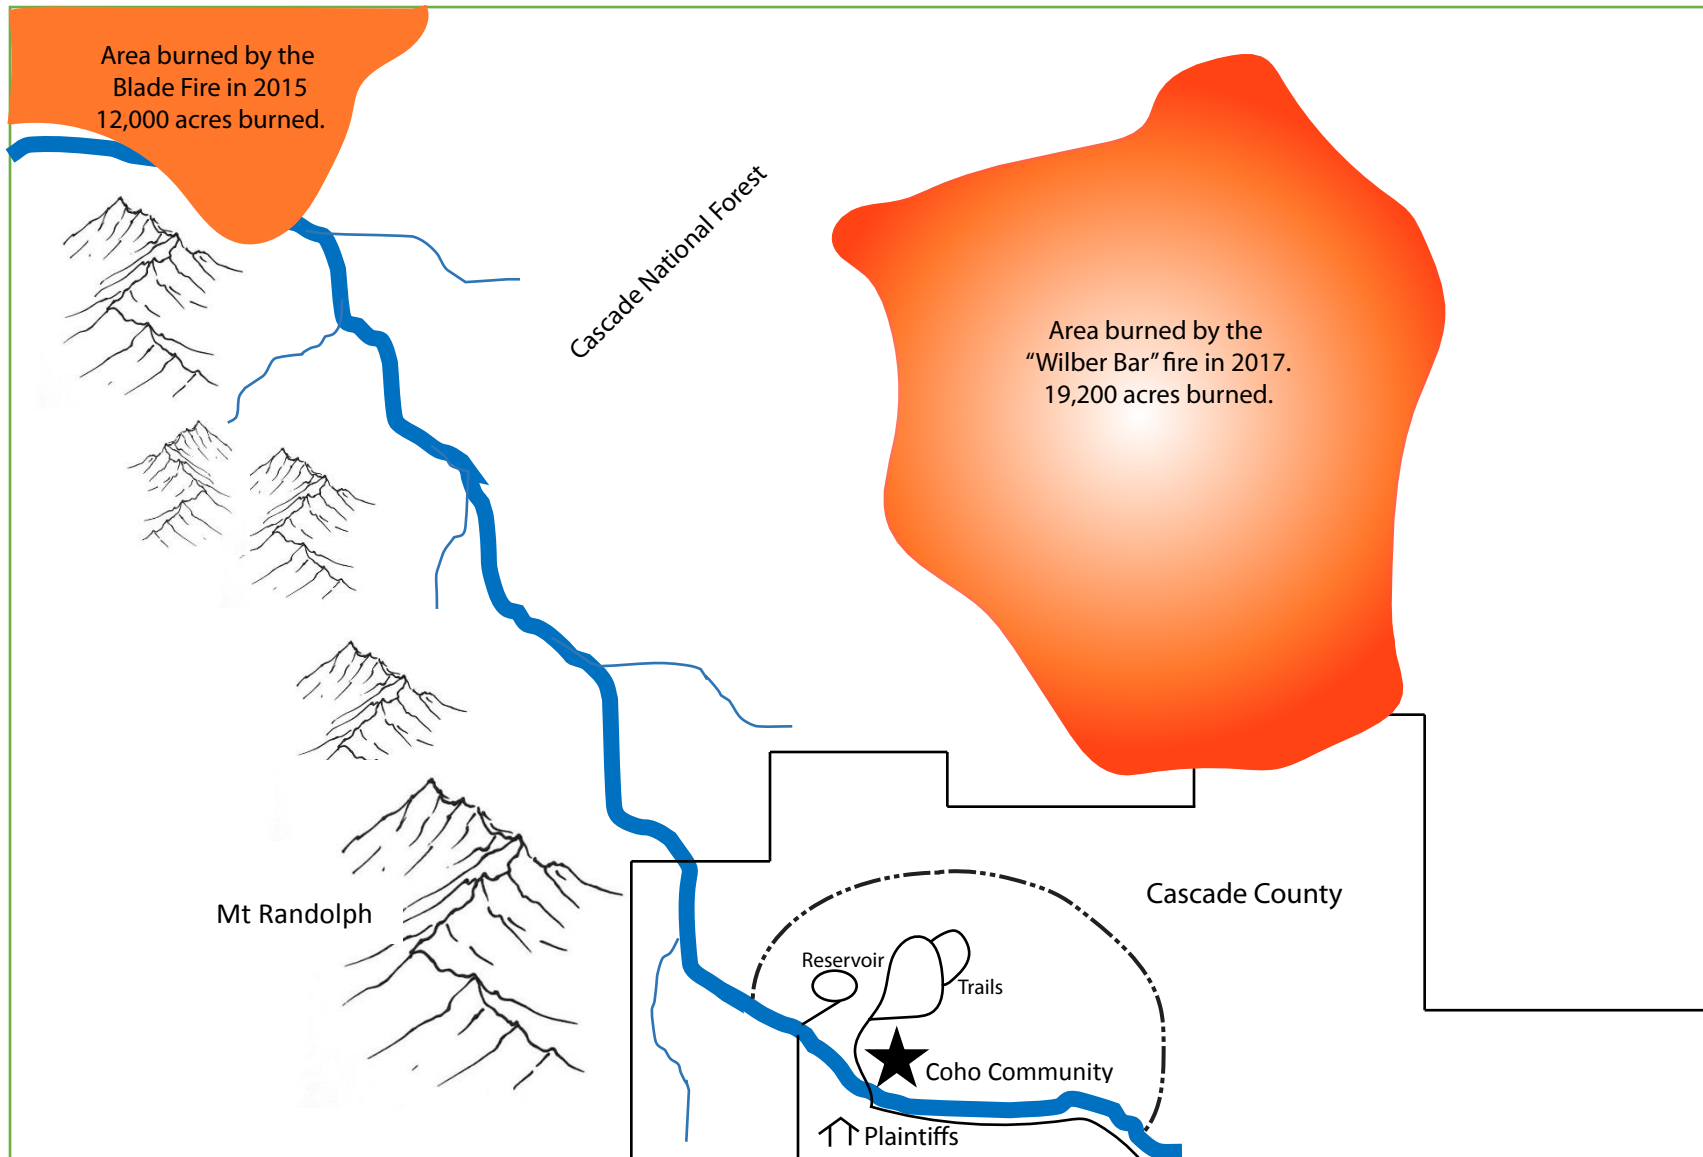 Area burned by the
Blade Fire in 2015
12,000 acres burned.
Cascade National Forest
Area burned by the
“Wilber Bar” fire in 2017.
19,200 acres burned.
Mt Randolph
Cascade County
Reservoir
Trails
Coho Community
Plaintiffs